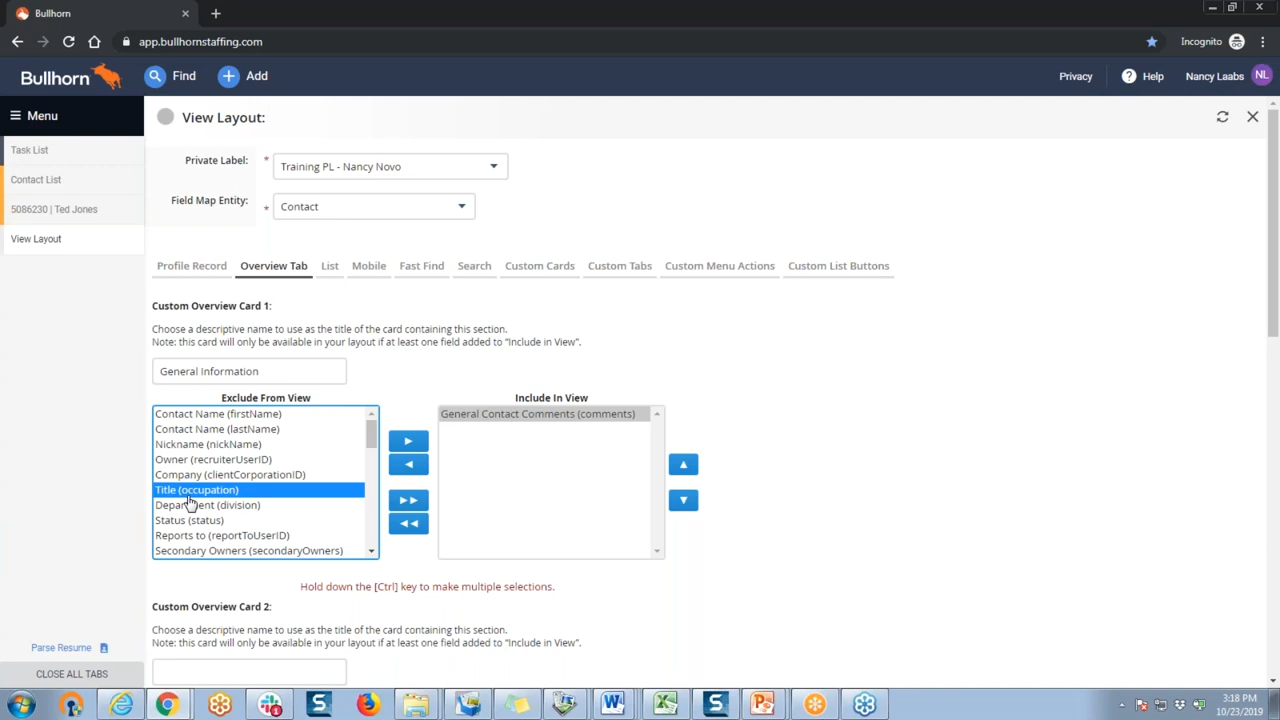 Bullhorn
app.bullhornstaffing.com
Incognito
Bullhorn
Find
Add
Privacy
Help
Nancy Laabs
NL
Menu
Task List
Contact List
5086230 | Ted Jones
View Layout
View Layout:
Private Label:
* Training PL - Nancy Novo
Field Map Entity:
* Contact
Profile Record Overview Tab List Mobile Fast Find Search Custom Cards Custom Tabs Custom Menu Actions Custom List Buttons
Custom Overview Card 1:
Choose a descriptive name to use as the title of the card containing this section.
Note: this card will only be available in your layout if at least one field added to "Include in View".
General Information
Exclude From View
Contact Name (firstName)
Contact Name (lastName)
Nickname (nickName)
Owner (recruiterUserID)
Company (clientCorporationID)
Title (occupation)
Department (division)
Status (status)
Reports to (reportToUserID)
Secondary Owners (secondaryOwners)
Include In View
General Contact Comments (comments)
Hold down the [Ctrl] key to make multiple selections.
Custom Overview Card 2:
Choose a descriptive name to use as the title of the card containing this section.
Note: this card will only be available in your layout if at least one field added to "Include in View".
Parse Resume
CLOSE ALL TABS
3:18 PM
10/23/2019